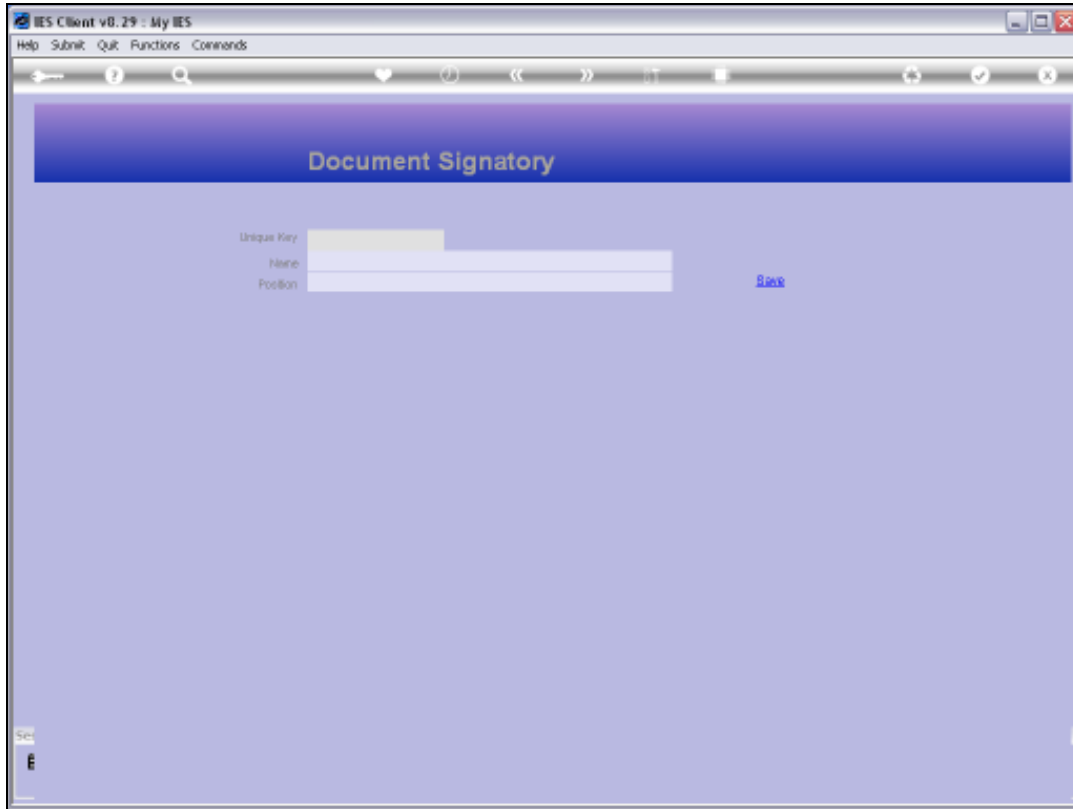 IES Client v8.29 : My IES
Help Submit Quit Functions Commands
Document Signatory
Unique Key
Name
Position
Save